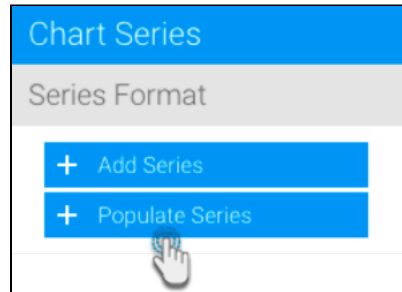 Chart Series
Series Format
+ Add Series
+ Populate Series